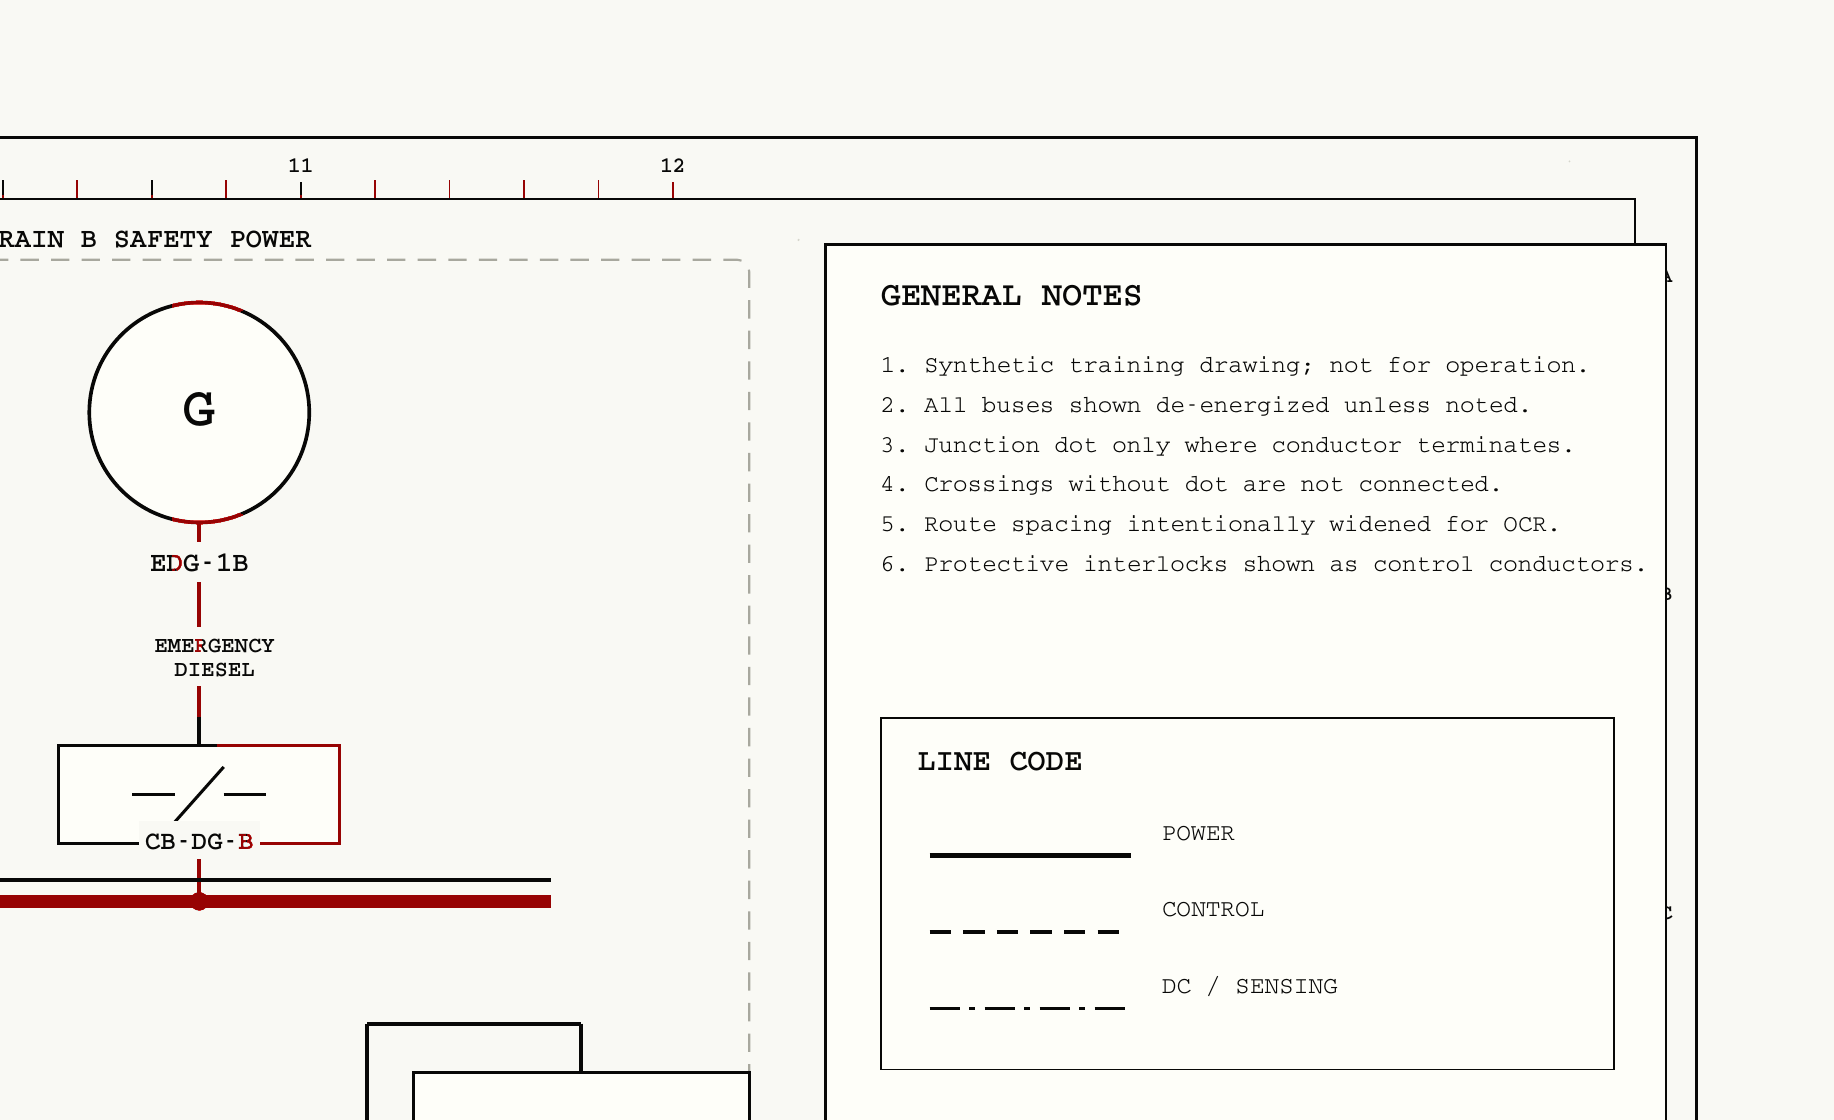 11
12
RAIN B SAFETY POWER
G
EDG-1B
EMERGENCY
DIESEL
CB-DG-B
GENERAL NOTES
1. Synthetic training drawing; not for operation.
2. All buses shown de-energized unless noted.
3. Junction dot only where conductor terminates.
4. Crossings without dot are not connected.
5. Route spacing intentionally widened for OCR.
6. Protective interlocks shown as control conductors.
LINE CODE
POWER
CONTROL
DC / SENSING